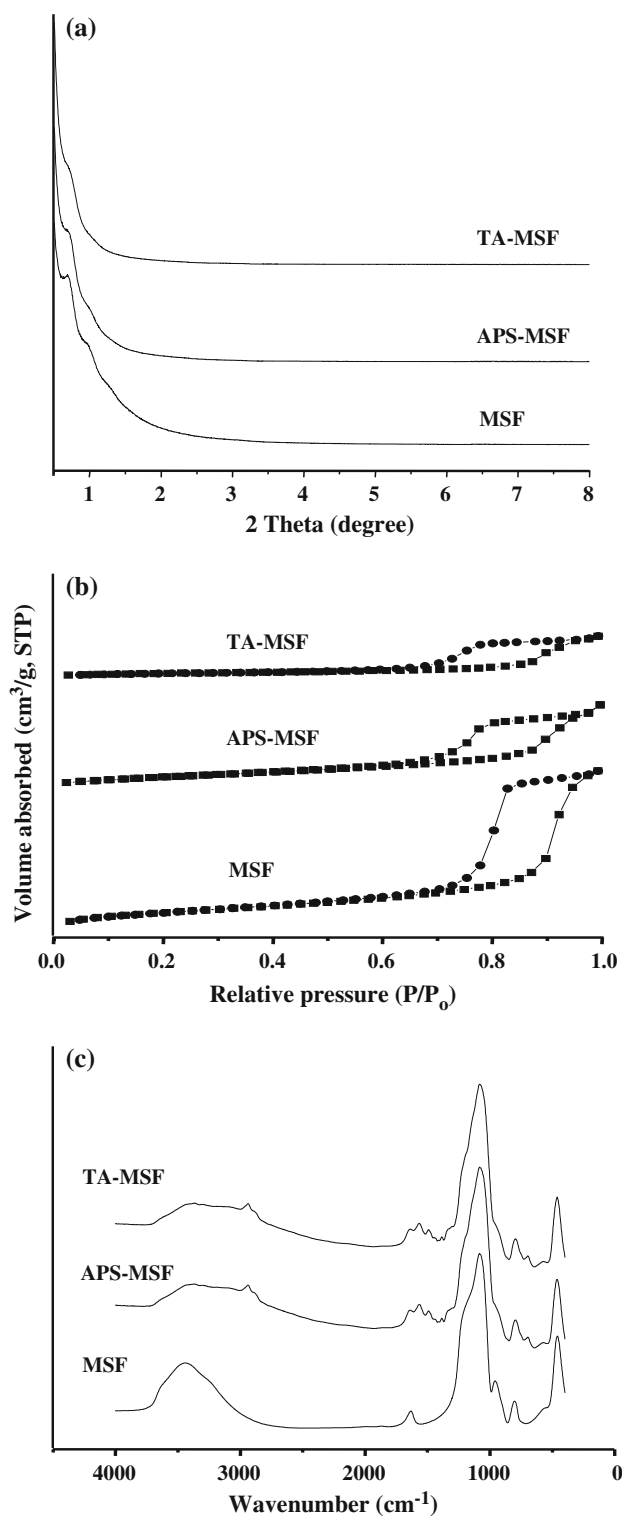 (a)
TA-MSF
APS-MSF
MSF
1 2 3 4 5 6 7 8
2 Theta (degree)
(b)
Volume absorbed (cm³/g, STP)
TA-MSF
APS-MSF
MSF
0.0 0.2 0.4 0.6 0.8 1.0
Relative pressure (P/Pₒ)
(c)
TA-MSF
APS-MSF
MSF
4000 3000 2000 1000 0
Wavenumber (cm⁻¹)